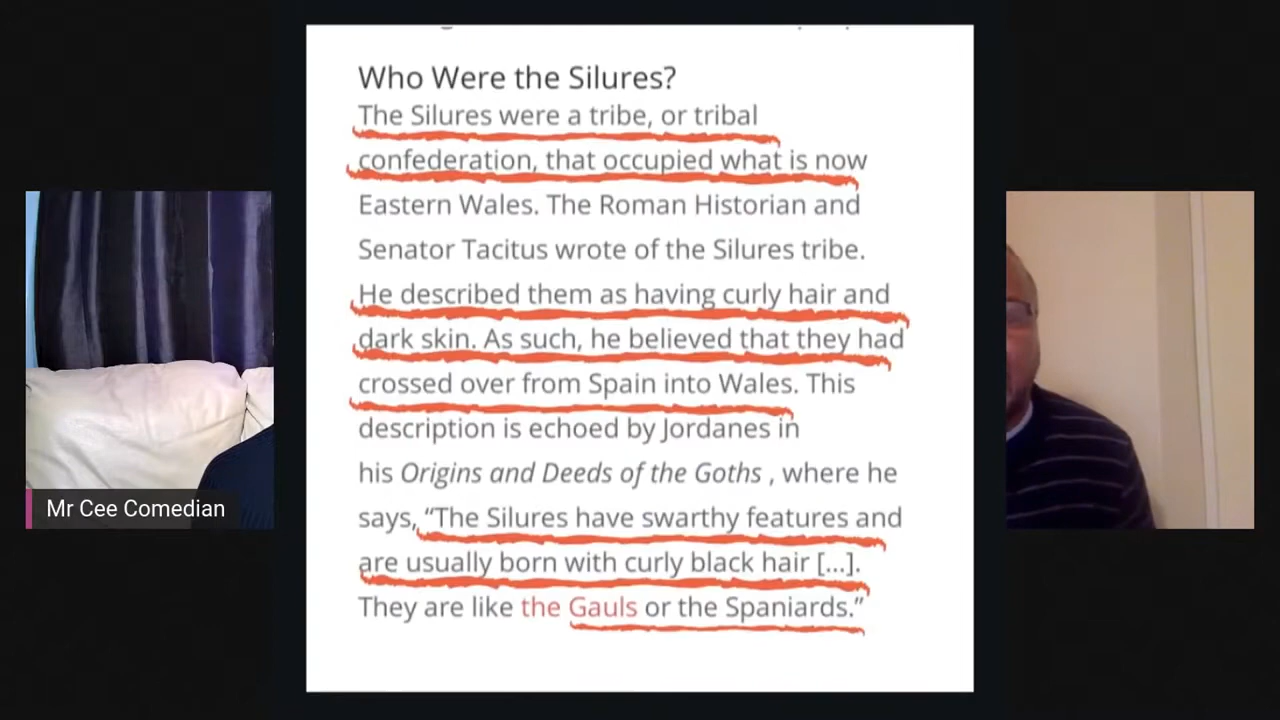 Who Were the Silures?
The Silures were a tribe, or tribal
confederation, that occupied what is now
Eastern Wales. The Roman Historian and
Senator Tacitus wrote of the Silures tribe.
He described them as having curly hair and
dark skin. As such, he believed that they had
crossed over from Spain into Wales. This
description is echoed by Jordanes in
his Origins and Deeds of the Goths , where he
says, “The Silures have swarthy features and
are usually born with curly black hair [...].
They are like the Gauls or the Spaniards.”
Mr Cee Comedian